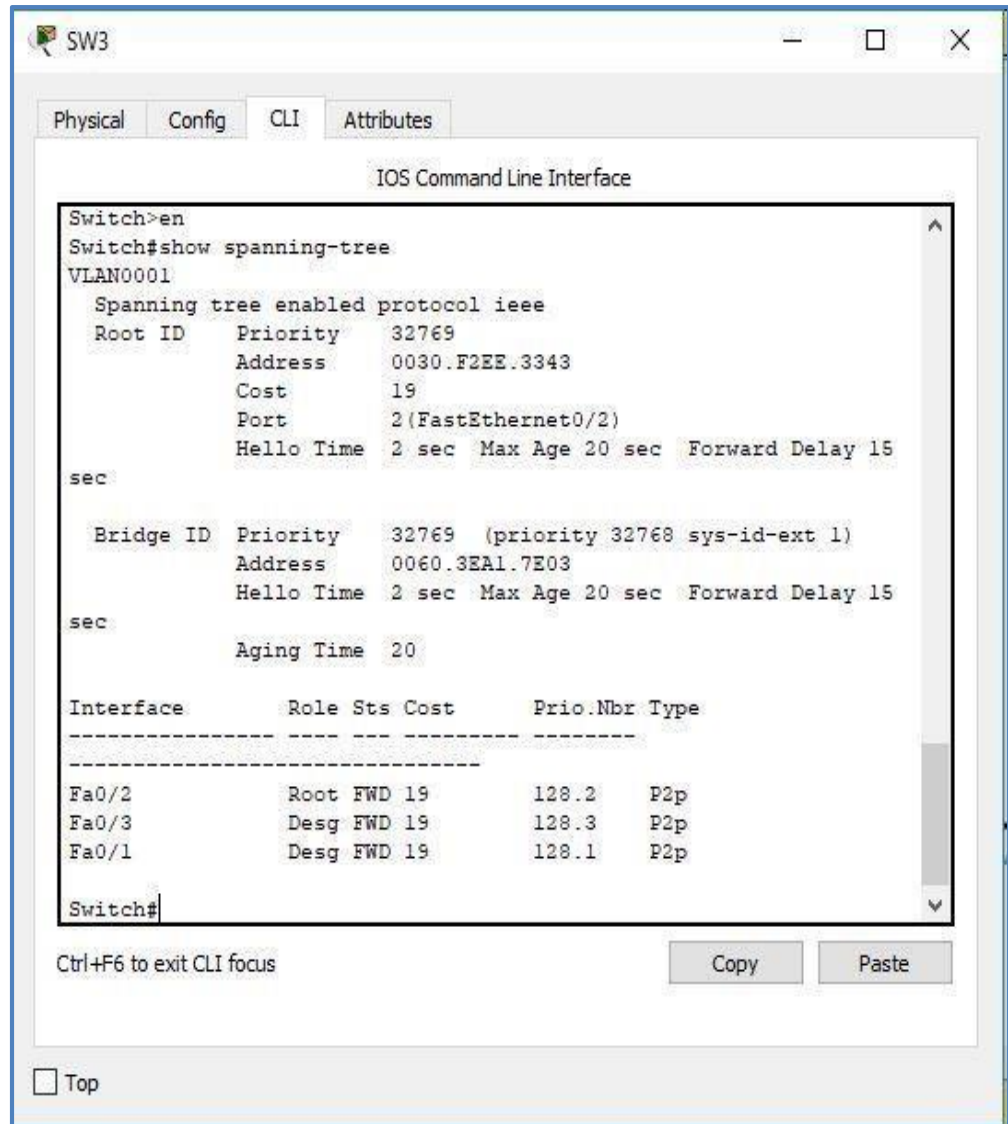 SW3
Physical Config CLI Attributes
IOS Command Line Interface
Switch>en
Switch#show spanning-tree
VLAN0001
  Spanning tree enabled protocol ieee
  Root ID    Priority    32769
             Address     0030.F2EE.3343
             Cost        19
             Port        2(FastEthernet0/2)
             Hello Time  2 sec  Max Age 20 sec  Forward Delay 15
sec

  Bridge ID  Priority    32769  (priority 32768 sys-id-ext 1)
             Address     0060.3EA1.7E03
             Hello Time  2 sec  Max Age 20 sec  Forward Delay 15
sec
             Aging Time  20

Interface        Role Sts Cost      Prio.Nbr Type
---------------- ---- --- --------- --------
--------------------------------
Fa0/2            Root FWD 19        128.2    P2p
Fa0/3            Desg FWD 19        128.3    P2p
Fa0/1            Desg FWD 19        128.1    P2p

Switch#
Ctrl+F6 to exit CLI focus
Copy Paste
Top